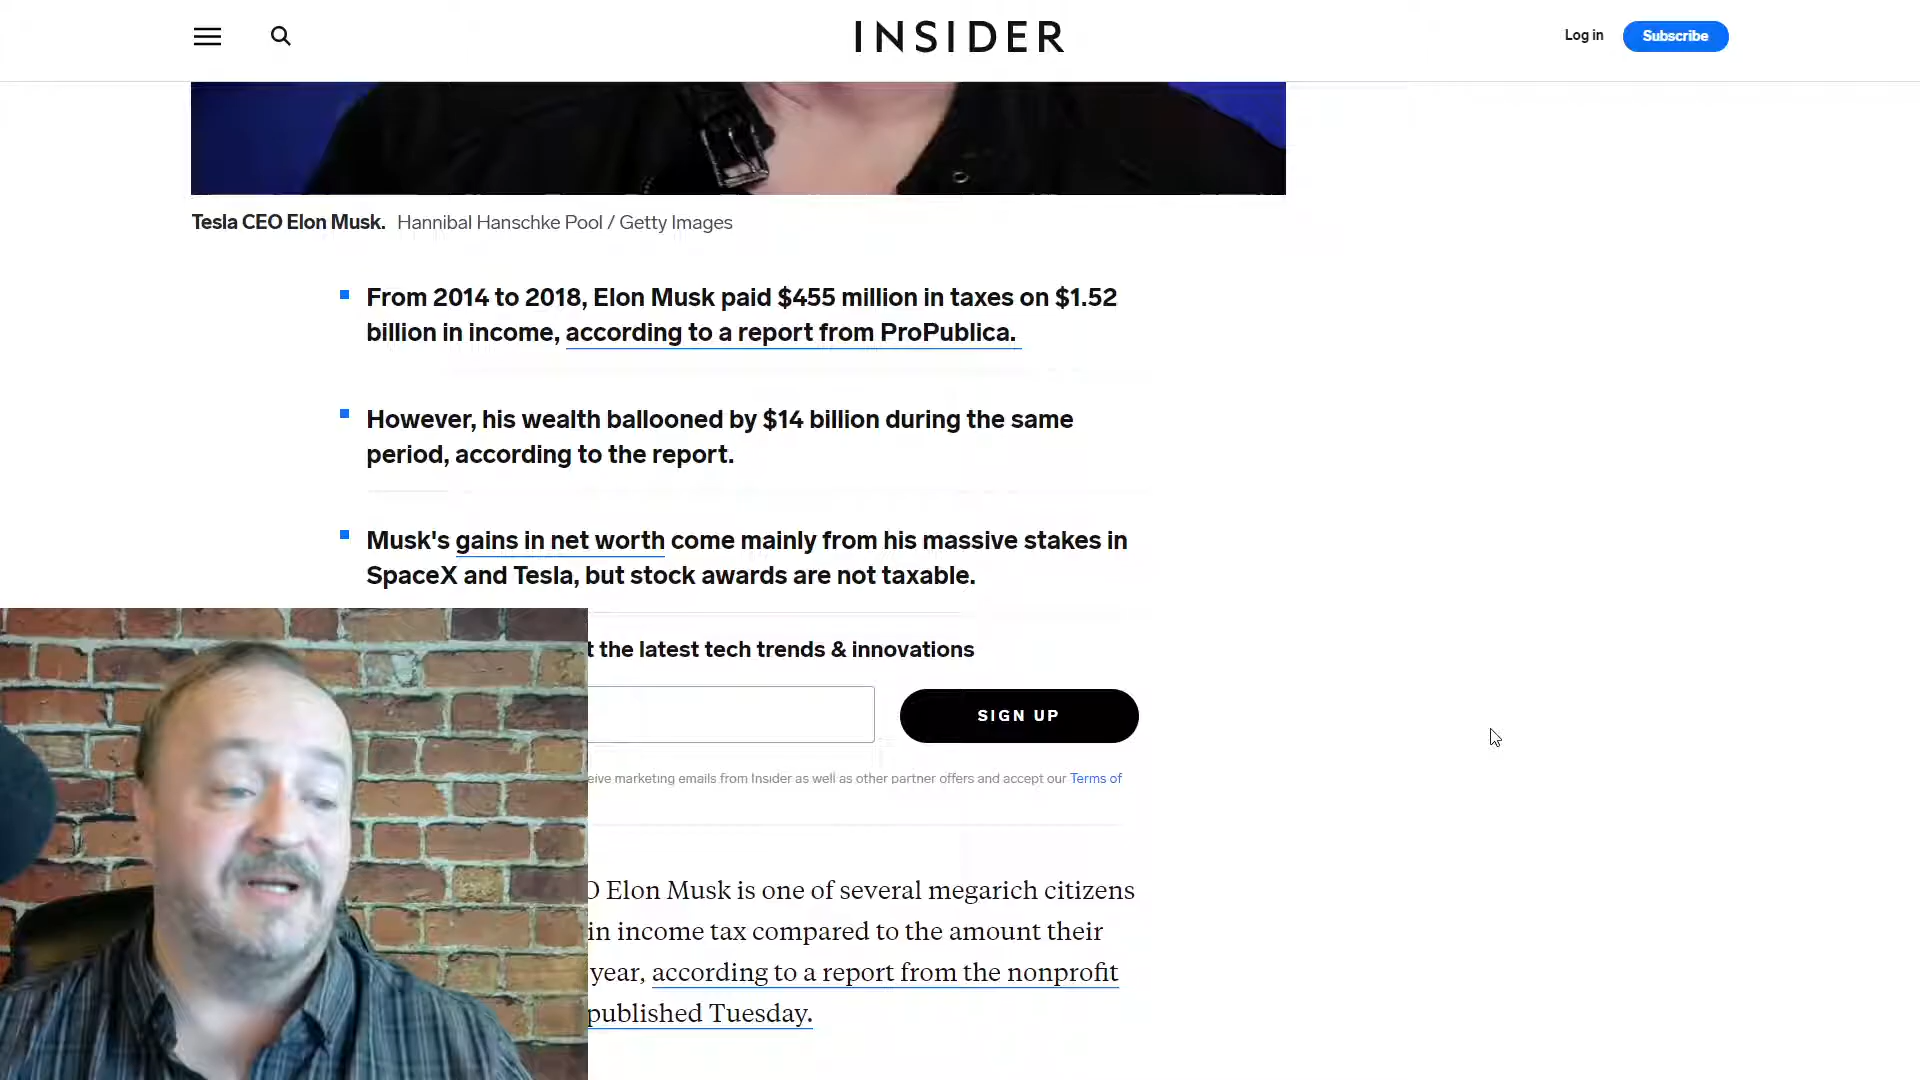 INSIDER
Log in
Subscribe
Tesla CEO Elon Musk. Hannibal Hanschke Pool / Getty Images
From 2014 to 2018, Elon Musk paid $455 million in taxes on $1.52
billion in income, according to a report from ProPublica.
However, his wealth ballooned by $14 billion during the same
period, according to the report.
Musk's gains in net worth come mainly from his massive stakes in
SpaceX and Tesla, but stock awards are not taxable.
the latest tech trends & innovations
SIGN UP
marketing emails from Insider as well as other partner offers and accept our Terms of
Elon Musk is one of several megarich citizens
in income tax compared to the amount their
year, according to a report from the nonprofit
published Tuesday.